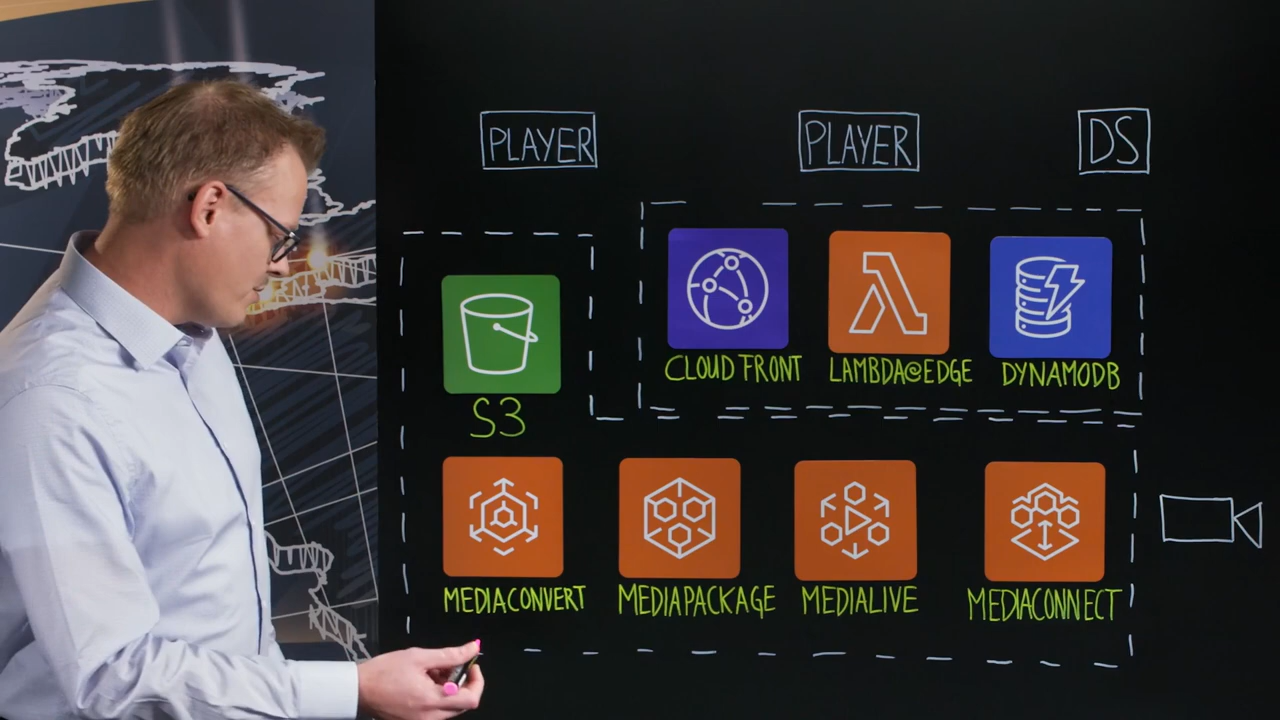 PLAYER
PLAYER
DS
CLOUD FRONT
LAMBDA@EDGE
DYNAMODB
S3
MEDIACONVERT
MEDIAPACKAGE
MEDIALIVE
MEDIACONNECT